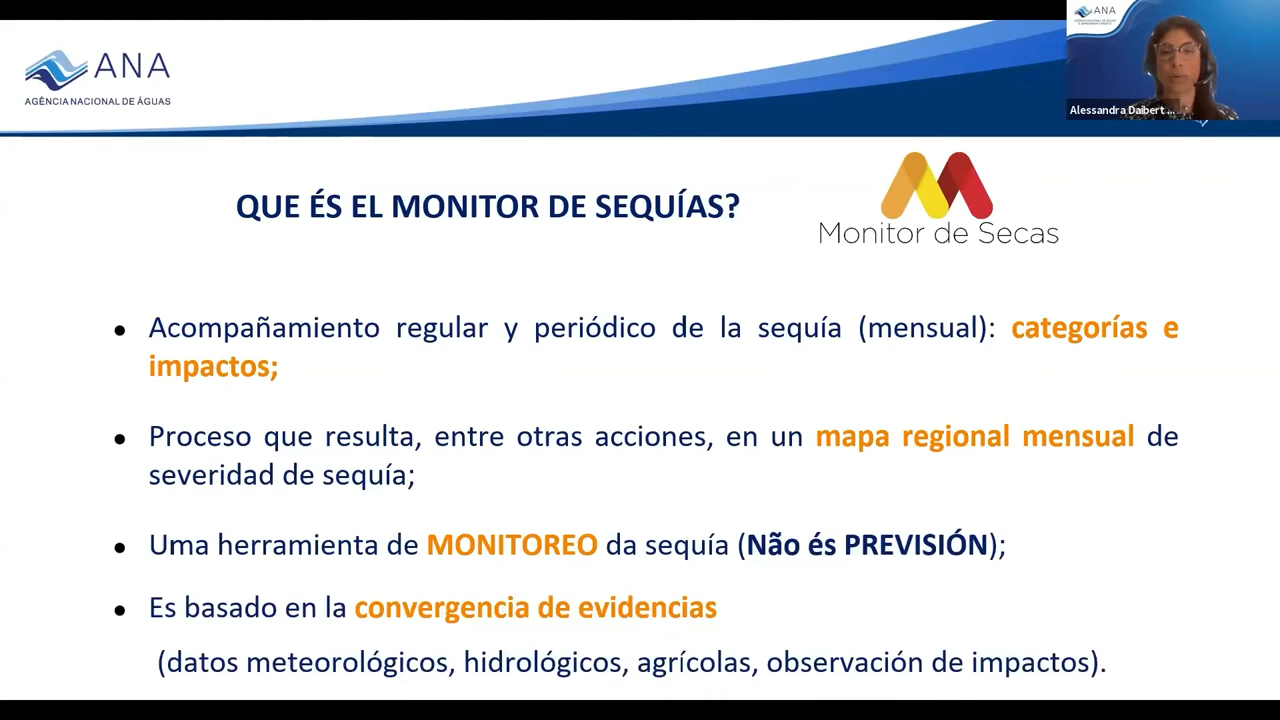 ANA
AGÊNCIA NACIONAL DE ÁGUAS
ANA
Alessandra Daibert ...
QUE ÉS EL MONITOR DE SEQUÍAS?
Monitor de Secas
Acompañamiento regular y periódico de la sequía (mensual): categorías e
impactos;
Proceso que resulta, entre otras acciones, en un mapa regional mensual de
severidad de sequía;
Uma herramienta de MONITOREO da sequía (Não és PREVISIÓN);
Es basado en la convergencia de evidencias
(datos meteorológicos, hidrológicos, agrícolas, observación de impactos).